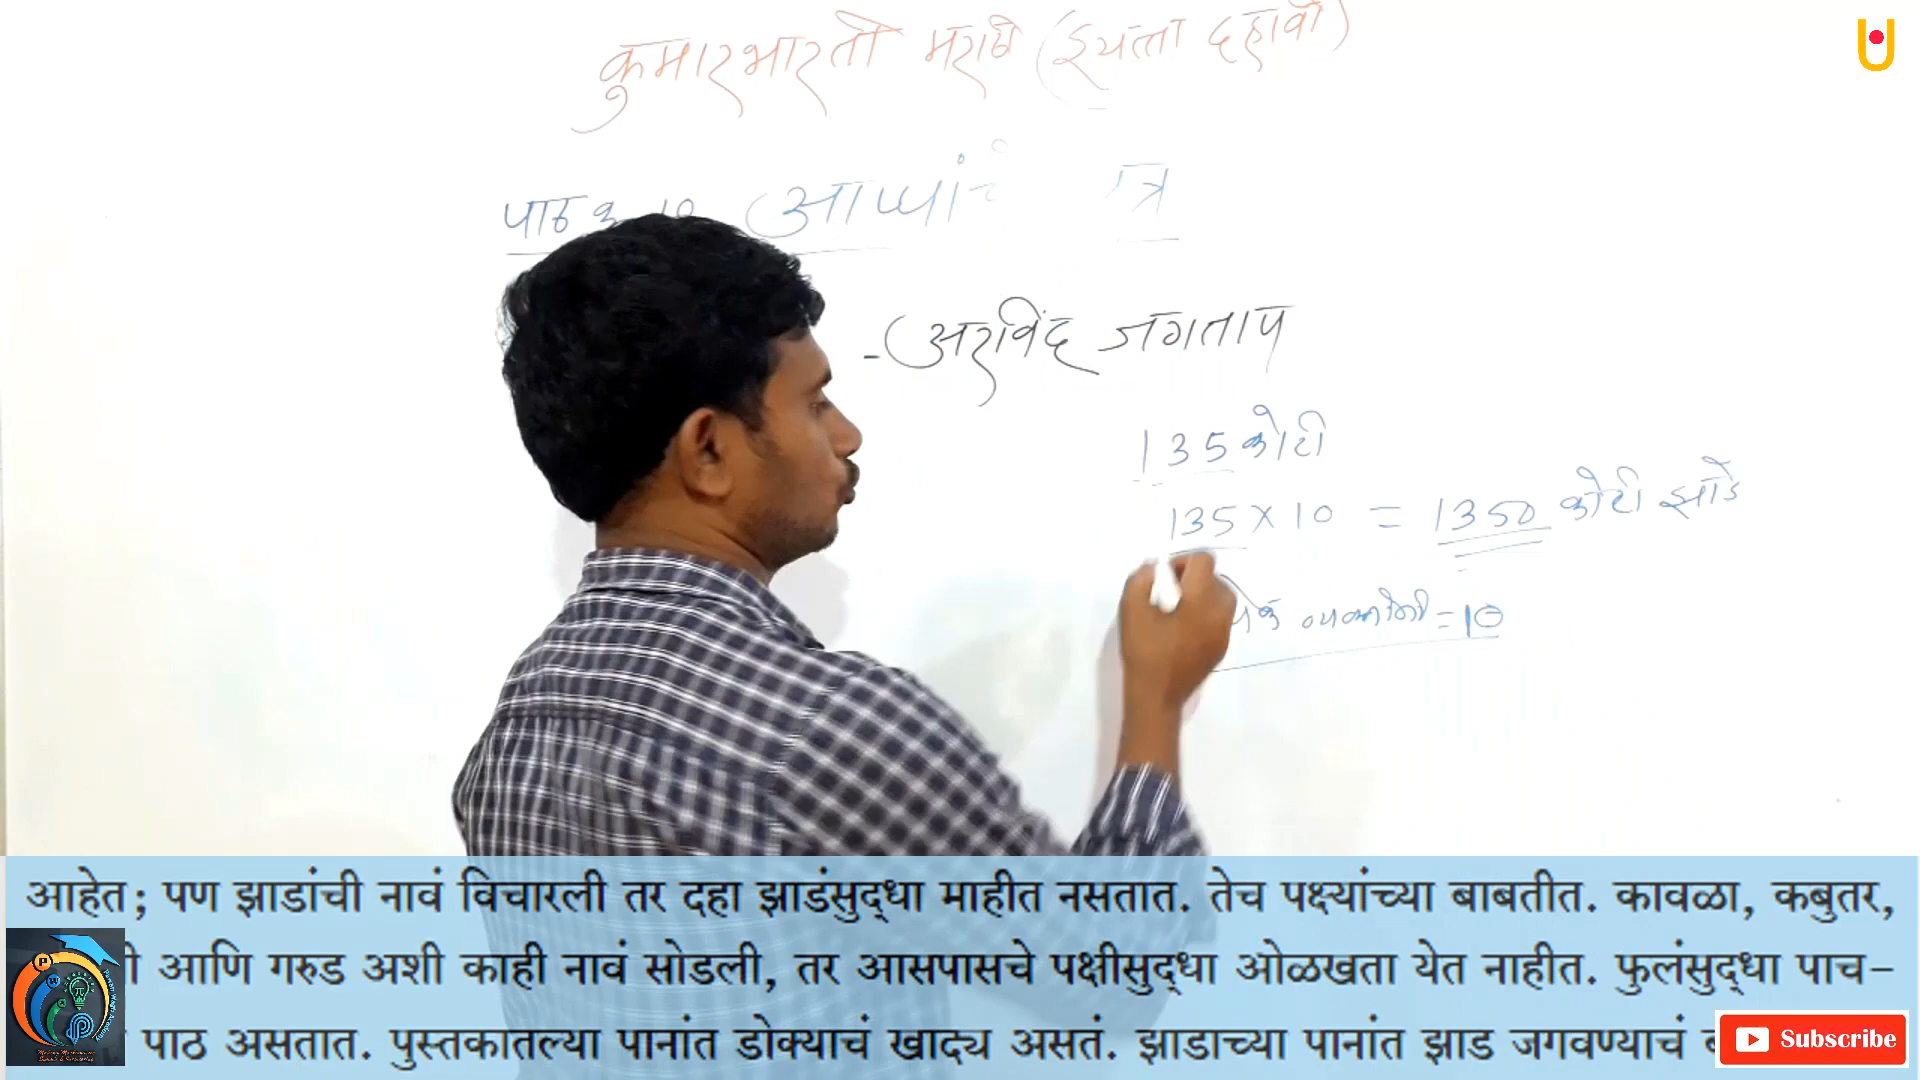 कुमारभारती मराठी (इयत्ता दहावी)
पाठ क्र. 10
- अरविंद जगताप
135 कोटी
135 × 10 = 1350 कोटी झाडे
= 10
आहेत; पण झाडांची नावं विचारली तर दहा झाडंसुद्धा माहीत नसतात. तेच पक्ष्यांच्या बाबतीत. कावळा, कबुतर,
आणि गरुड अशी काही नावं सोडली, तर आसपासचे पक्षीसुद्धा ओळखता येत नाहीत. फुलंसुद्धा पाच-
पाठ असतात. पुस्तकातल्या पानांत डोक्याचं खाद्य असतं. झाडाच्या पानांत झाड जगवण्याचं
Subscribe